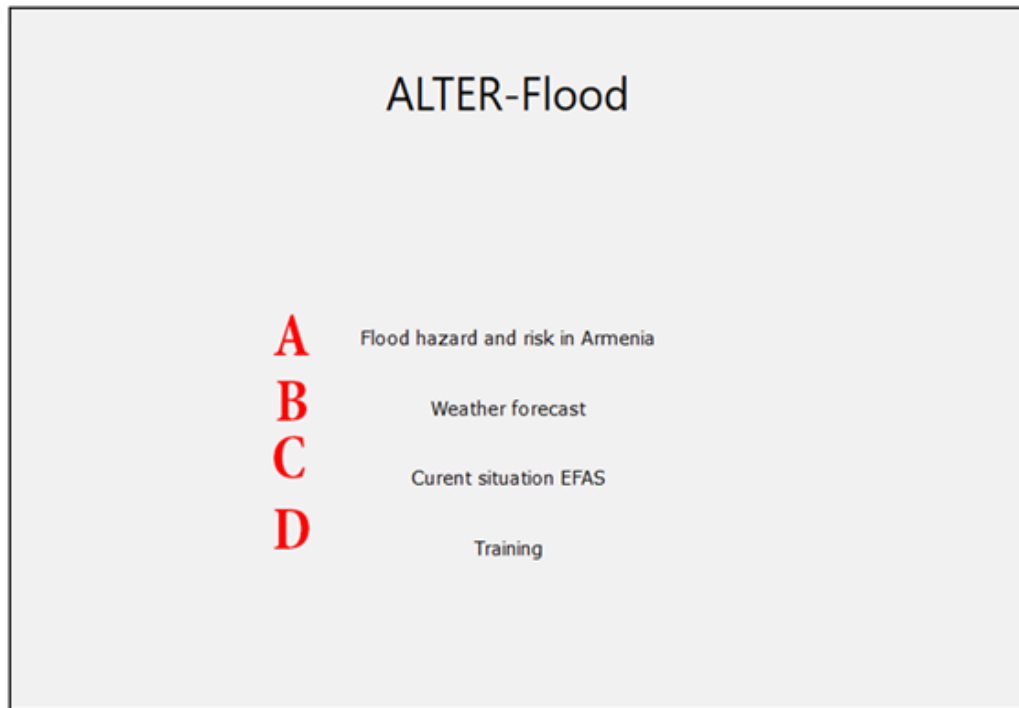 ALTER-Flood
A Flood hazard and risk in Armenia
B Weather forecast
C Curent situation EFAS
D Training